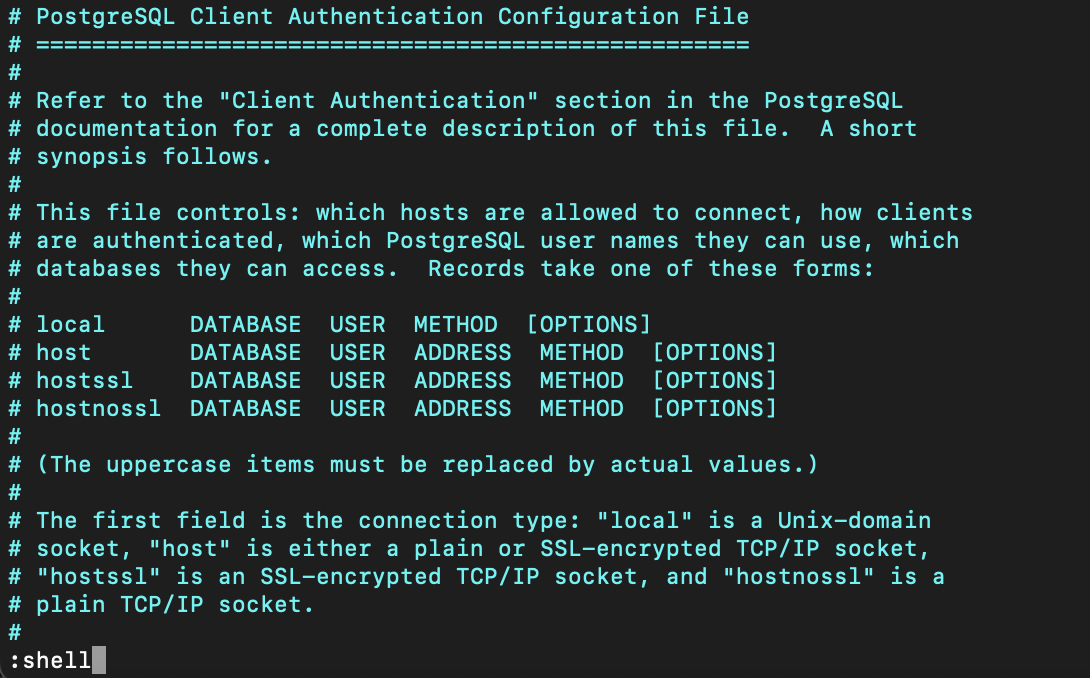 # PostgreSQL Client Authentication Configuration File
# ===================================================
#
# Refer to the "Client Authentication" section in the PostgreSQL
# documentation for a complete description of this file.  A short
# synopsis follows.
#
# This file controls: which hosts are allowed to connect, how clients
# are authenticated, which PostgreSQL user names they can use, which
# databases they can access.  Records take one of these forms:
#
# local      DATABASE  USER  METHOD  [OPTIONS]
# host       DATABASE  USER  ADDRESS  METHOD  [OPTIONS]
# hostssl    DATABASE  USER  ADDRESS  METHOD  [OPTIONS]
# hostnossl  DATABASE  USER  ADDRESS  METHOD  [OPTIONS]
#
# (The uppercase items must be replaced by actual values.)
#
# The first field is the connection type: "local" is a Unix-domain
# socket, "host" is either a plain or SSL-encrypted TCP/IP socket,
# "hostssl" is an SSL-encrypted TCP/IP socket, and "hostnossl" is a
# plain TCP/IP socket.
#
:shell